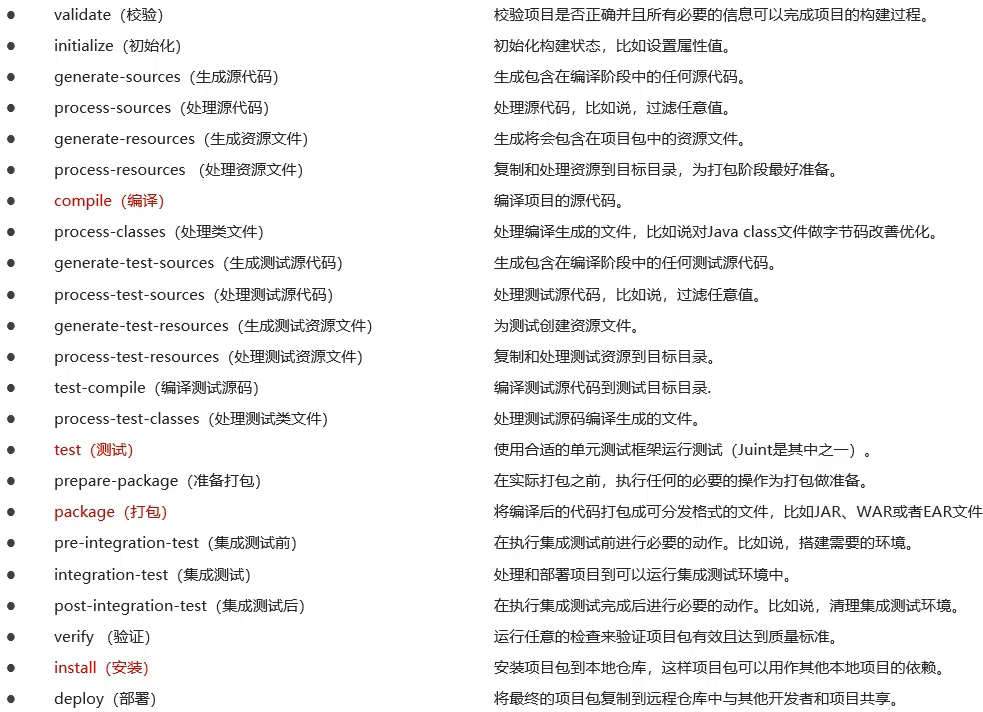 ● validate（校验） 校验项目是否正确并且所有必要的信息可以完成项目的构建过程。
● initialize（初始化） 初始化构建状态，比如设置属性值。
● generate-sources（生成源代码） 生成包含在编译阶段中的任何源代码。
● process-sources（处理源代码） 处理源代码，比如说，过滤任意值。
● generate-resources（生成资源文件） 生成将会包含在项目包中的资源文件。
● process-resources （处理资源文件） 复制和处理资源到目标目录，为打包阶段最好准备。
● compile（编译） 编译项目的源代码。
● process-classes（处理类文件） 处理编译生成的文件，比如说对Java class文件做字节码改善优化。
● generate-test-sources（生成测试源代码） 生成包含在编译阶段中的任何测试源代码。
● process-test-sources（处理测试源代码） 处理测试源代码，比如说，过滤任意值。
● generate-test-resources（生成测试资源文件） 为测试创建资源文件。
● process-test-resources（处理测试资源文件） 复制和处理测试资源到目标目录。
● test-compile（编译测试源码） 编译测试源代码到测试目标目录.
● process-test-classes（处理测试类文件） 处理测试源码编译生成的文件。
● test（测试） 使用合适的单元测试框架运行测试（Juint是其中之一）。
● prepare-package（准备打包） 在实际打包之前，执行任何的必要的操作为打包做准备。
● package（打包） 将编译后的代码打包成可分发格式的文件，比如JAR、WAR或者EAR文件
● pre-integration-test（集成测试前） 在执行集成测试前进行必要的动作。比如说，搭建需要的环境。
● integration-test（集成测试） 处理和部署项目到可以运行集成测试环境中。
● post-integration-test（集成测试后） 在执行集成测试完成后进行必要的动作。比如说，清理集成测试环境。
● verify （验证） 运行任意的检查来验证项目包有效且达到质量标准。
● install（安装） 安装项目包到本地仓库，这样项目包可以用作其他本地项目的依赖。
● deploy（部署） 将最终的项目包复制到远程仓库中与其他开发者和项目共享。